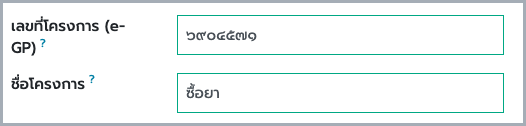 เลขที่โครงการ (e-
GP) ?
๖๙๐๔๕๗๑
ชื่อโครงการ ?
ซื้อยา